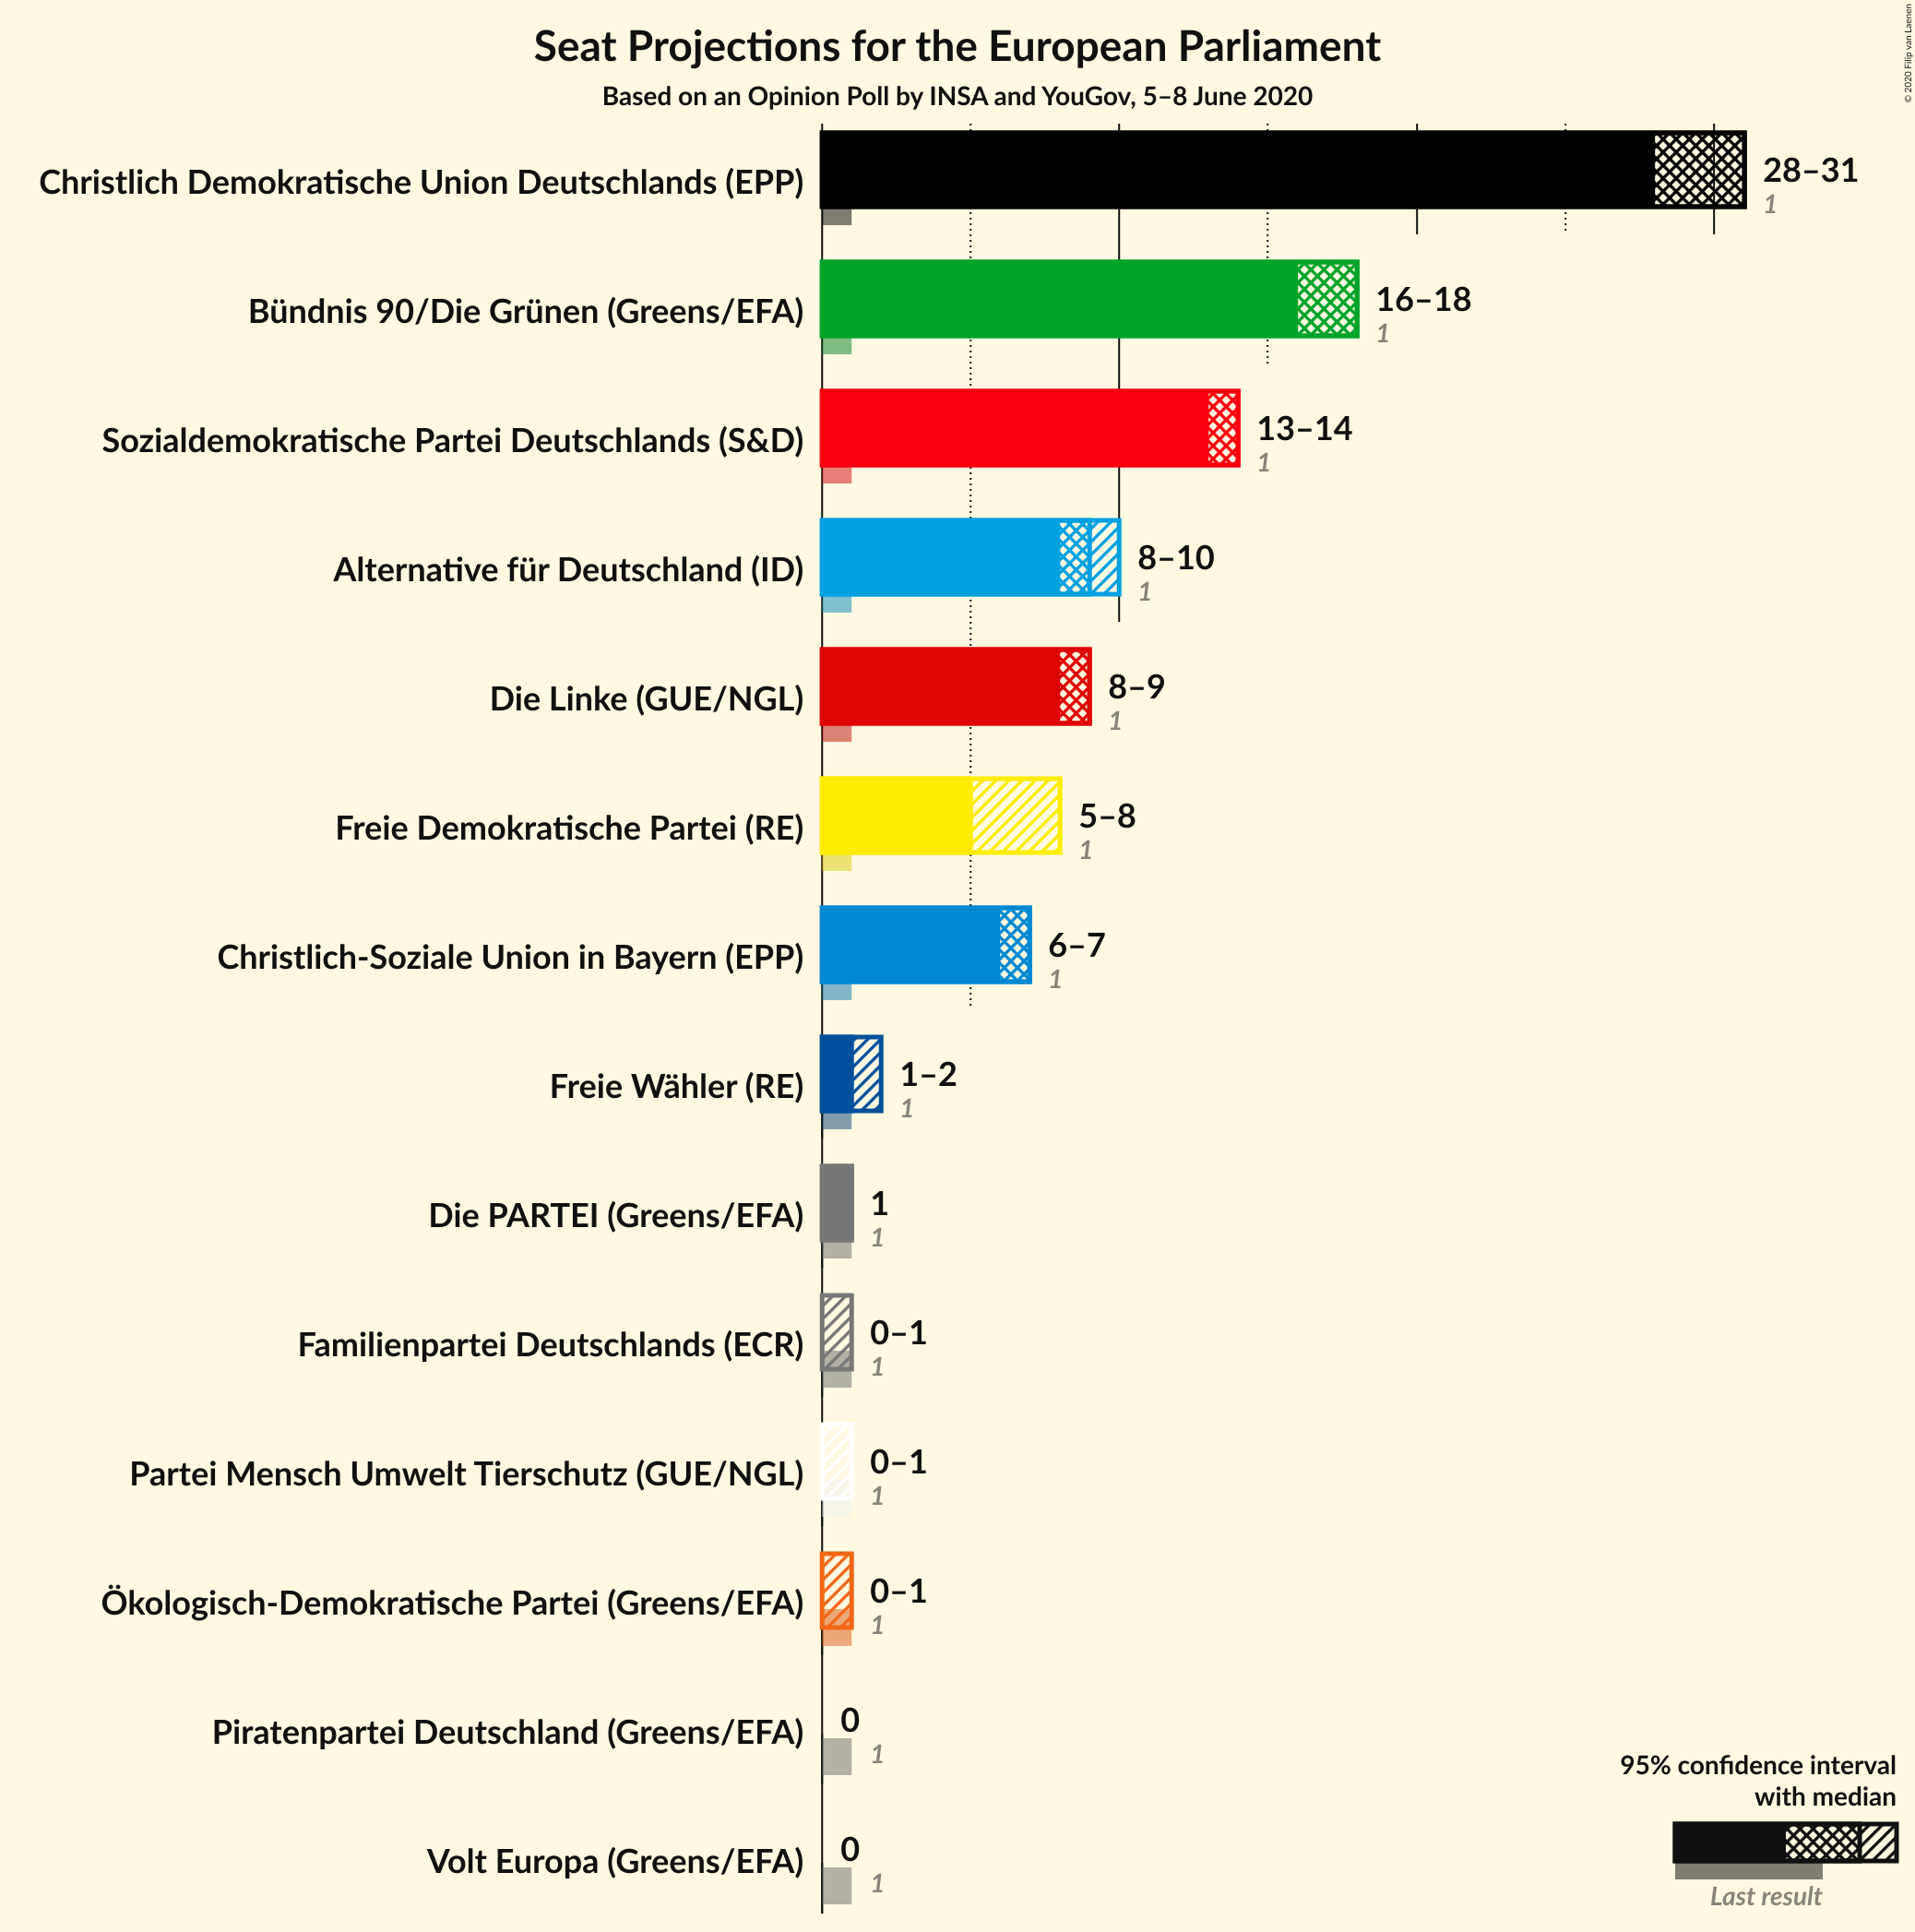 Seat Projections for the European Parliament
Based on an Opinion Poll by INSA and YouGov, 5–8 June 2020
© 2020 Filip van Laenen
Christlich Demokratische Union Deutschlands (EPP)
28–31
1
Bündnis 90/Die Grünen (Greens/EFA)
16–18
1
Sozialdemokratische Partei Deutschlands (S&D)
13–14
1
Alternative für Deutschland (ID)
8–10
1
Die Linke (GUE/NGL)
8–9
1
Freie Demokratische Partei (RE)
5–8
1
Christlich-Soziale Union in Bayern (EPP)
6–7
1
Freie Wähler (RE)
1–2
1
Die PARTEI (Greens/EFA)
1
1
Familienpartei Deutschlands (ECR)
0–1
1
Partei Mensch Umwelt Tierschutz (GUE/NGL)
0–1
1
Ökologisch-Demokratische Partei (Greens/EFA)
0–1
1
Piratenpartei Deutschland (Greens/EFA)
0
1
Volt Europa (Greens/EFA)
0
1
95% confidence interval
with median
Last result